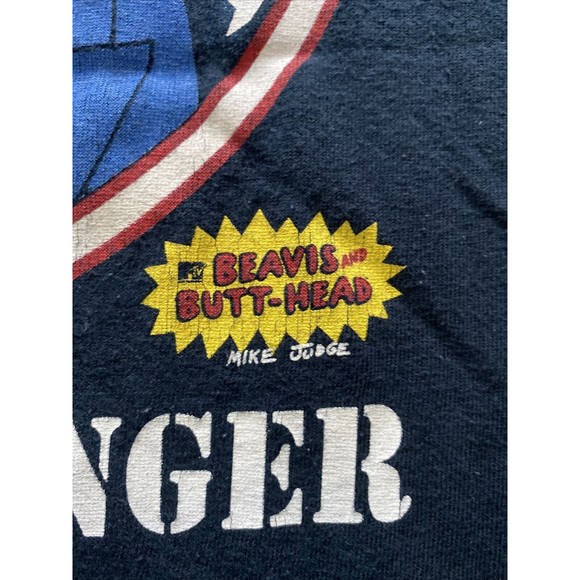 MTV BEAVIS AND
BUTT-HEAD
MIKE JUDGE
NGER